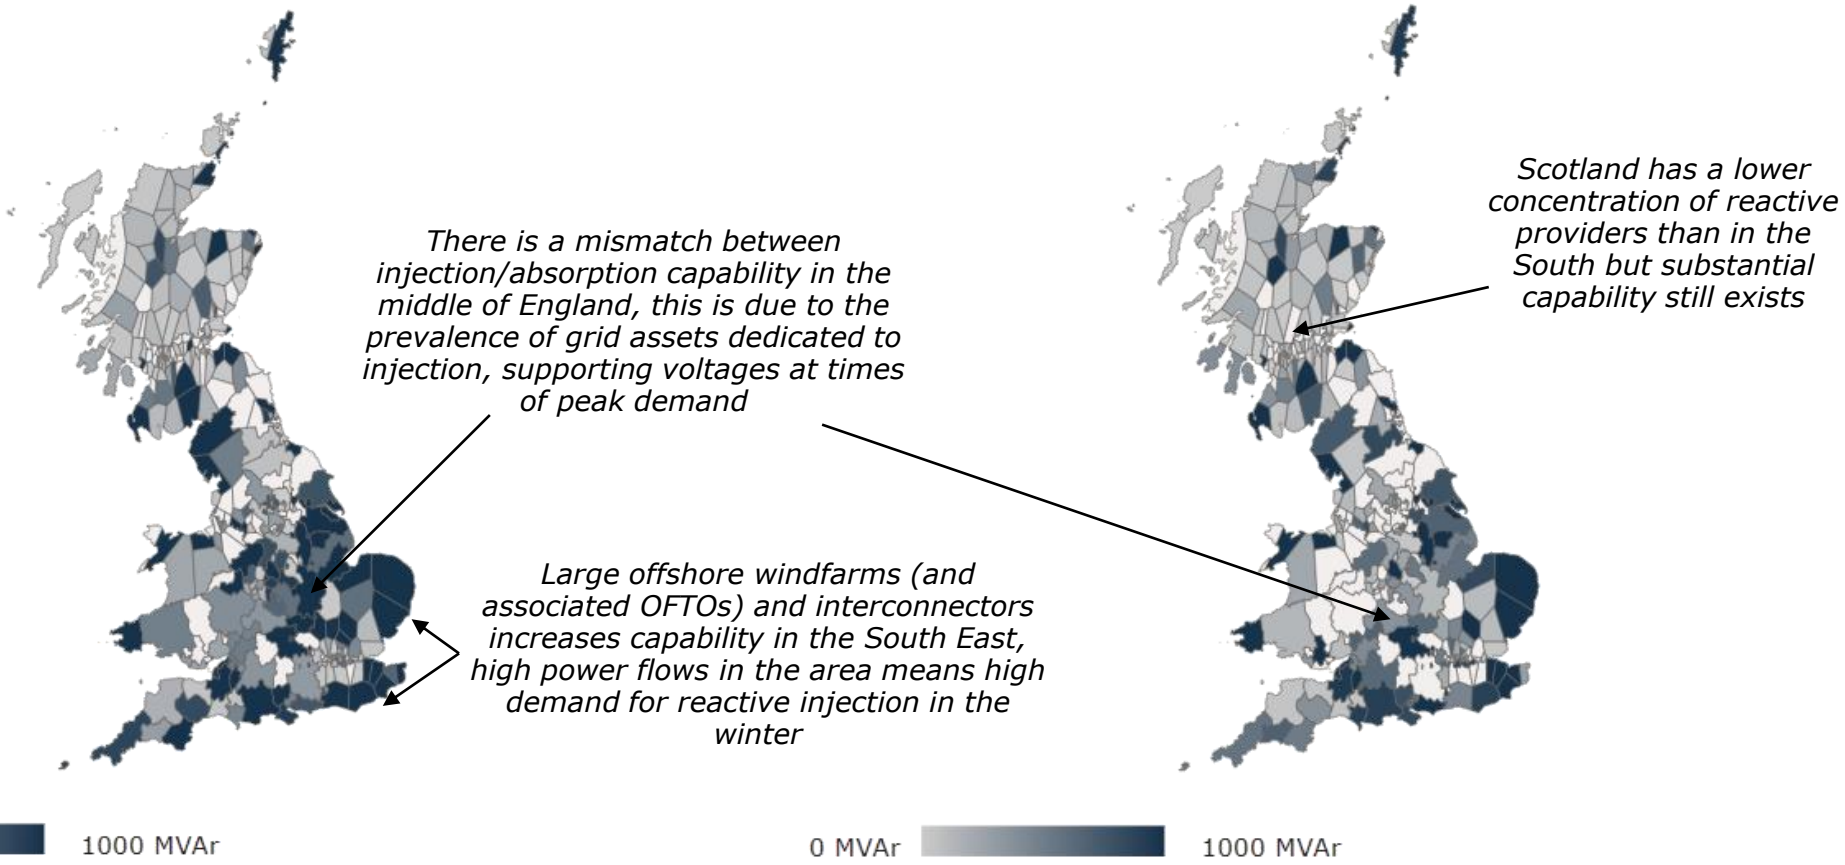 Scotland has a lower
concentration of reactive
providers than in the
South but substantial
capability still exists
There is a mismatch between
injection/absorption capability in the
middle of England, this is due to the
prevalence of grid assets dedicated to
injection, supporting voltages at times
of peak demand
Large offshore windfarms (and
associated OFTOs) and interconnectors
increases capability in the South East,
high power flows in the area means high
demand for reactive injection in the
winter
1000 MVAr
0 MVAr
1000 MVAr